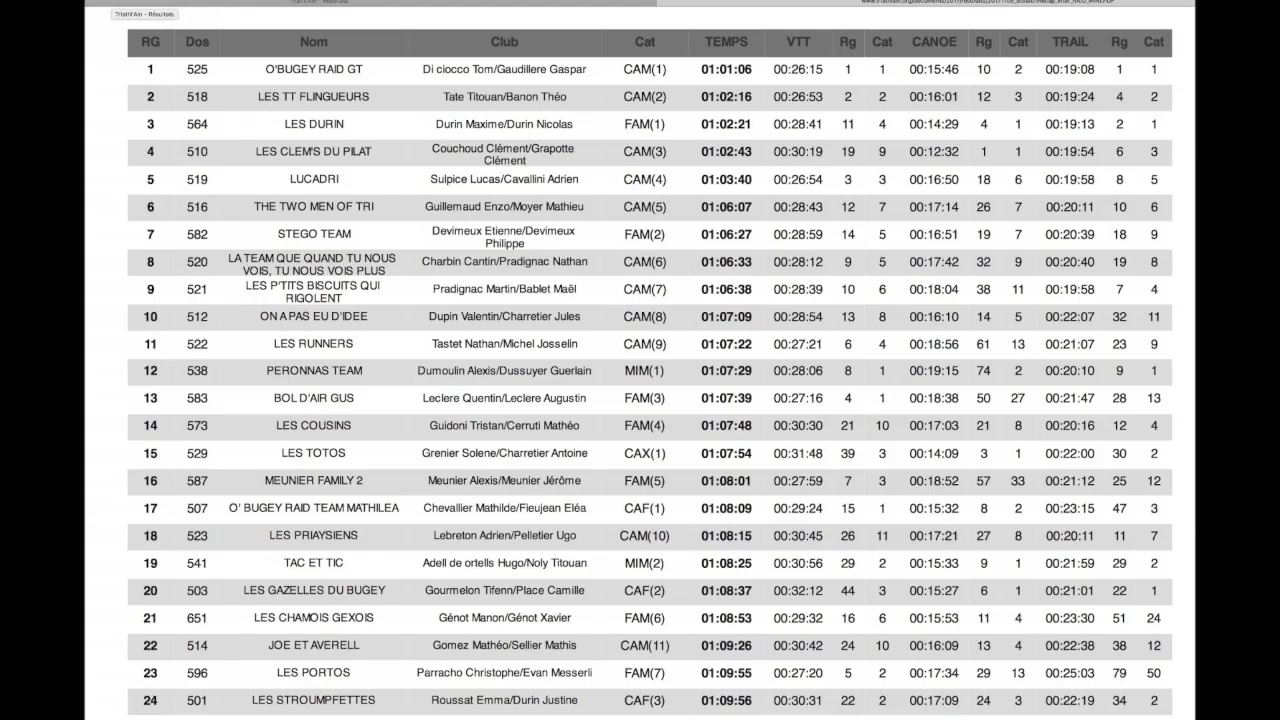 Triathl'Ain - Résultats
RG Dos Nom Club Cat TEMPS VTT Rg Cat CANOE Rg Cat TRAIL Rg Cat
1 525 O'BUGEY RAID GT Di ciocco Tom/Gaudillere Gaspar CAM(1) 01:01:06 00:26:15 1 1 00:15:46 10 2 00:19:08 1 1
2 518 LES TT FLINGUEURS Tate Titouan/Banon Théo CAM(2) 01:02:16 00:26:53 2 2 00:16:01 12 3 00:19:24 4 2
3 564 LES DURIN Durin Maxime/Durin Nicolas FAM(1) 01:02:21 00:28:41 11 4 00:14:29 4 1 00:19:13 2 1
4 510 LES CLEM'S DU PILAT Couchoud Clément/Grapotte Clément CAM(3) 01:02:43 00:30:19 19 9 00:12:32 1 1 00:19:54 6 3
5 519 LUCADRI Sulpice Lucas/Cavallini Adrien CAM(4) 01:03:40 00:26:54 3 3 00:16:50 18 6 00:19:58 8 5
6 516 THE TWO MEN OF TRI Guillemaud Enzo/Moyer Mathieu CAM(5) 01:06:07 00:28:43 12 7 00:17:14 26 7 00:20:11 10 6
7 582 STEGO TEAM Devimeux Etienne/Devimeux Philippe FAM(2) 01:06:27 00:28:59 14 5 00:16:51 19 7 00:20:39 18 9
8 520 LA TEAM QUE QUAND TU NOUS VOIS, TU NOUS VOIS PLUS Charbin Cantin/Pradignac Nathan CAM(6) 01:06:33 00:28:12 9 5 00:17:42 32 9 00:20:40 19 8
9 521 LES P'TITS BISCUITS QUI RIGOLENT Pradignac Martin/Bablet Maël CAM(7) 01:06:38 00:28:39 10 6 00:18:04 38 11 00:19:58 7 4
10 512 ON A PAS EU D'IDEE Dupin Valentin/Charretier Jules CAM(8) 01:07:09 00:28:54 13 8 00:16:10 14 5 00:22:07 32 11
11 522 LES RUNNERS Tastet Nathan/Michel Josselin CAM(9) 01:07:22 00:27:21 6 4 00:18:56 61 13 00:21:07 23 9
12 538 PERONNAS TEAM Dumoulin Alexis/Dussuyer Guerlain MIM(1) 01:07:29 00:28:06 8 1 00:19:15 74 2 00:20:10 9 1
13 583 BOL D'AIR GUS Leclere Quentin/Leclere Augustin FAM(3) 01:07:39 00:27:16 4 1 00:18:38 50 27 00:21:47 28 13
14 573 LES COUSINS Guidoni Tristan/Cerruti Mathéo FAM(4) 01:07:48 00:30:30 21 10 00:17:03 21 8 00:20:16 12 4
15 529 LES TOTOS Grenier Solene/Charretier Antoine CAX(1) 01:07:54 00:31:48 39 3 00:14:09 3 1 00:22:00 30 2
16 587 MEUNIER FAMILY 2 Meunier Alexis/Meunier Jérôme FAM(5) 01:08:01 00:27:59 7 3 00:18:52 57 33 00:21:12 25 12
17 507 O' BUGEY RAID TEAM MATHILEA Chevallier Mathilde/Fieujean Eléa CAF(1) 01:08:09 00:29:24 15 1 00:15:32 8 2 00:23:15 47 3
18 523 LES PRIAYSIENS Lebreton Adrien/Pelletier Ugo CAM(10) 01:08:15 00:30:45 26 11 00:17:21 27 8 00:20:11 11 7
19 541 TAC ET TIC Adell de ortells Hugo/Noly Titouan MIM(2) 01:08:25 00:30:56 29 2 00:15:33 9 1 00:21:59 29 2
20 503 LES GAZELLES DU BUGEY Gourmelon Tifenn/Place Camille CAF(2) 01:08:37 00:32:12 44 3 00:15:27 6 1 00:21:01 22 1
21 651 LES CHAMOIS GEXOIS Génot Manon/Génot Xavier FAM(6) 01:08:53 00:29:32 16 6 00:15:53 11 4 00:23:30 51 24
22 514 JOE ET AVERELL Gomez Mathéo/Sellier Mathis CAM(11) 01:09:26 00:30:42 24 10 00:16:09 13 4 00:22:38 38 12
23 596 LES PORTOS Parracho Christophe/Evan Messerli FAM(7) 01:09:55 00:27:20 5 2 00:17:34 29 13 00:25:03 79 50
24 501 LES STROUMPFETTES Roussat Emma/Durin Justine CAF(3) 01:09:56 00:30:31 22 2 00:17:09 24 3 00:22:19 34 2